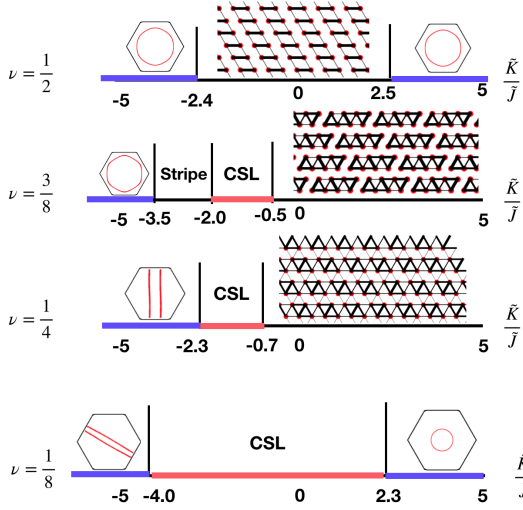 ν = 1/2
-5 -2.4 0 2.5 5 K̃/J̃
ν = 3/8
Stripe CSL
-5 -3.5 -2.0 -0.5 0 5 K̃/J̃
ν = 1/4
CSL
-5 -2.3 -0.7 0 5 K̃/J̃
ν = 1/8
CSL
-5 -4.0 0 2.3 5